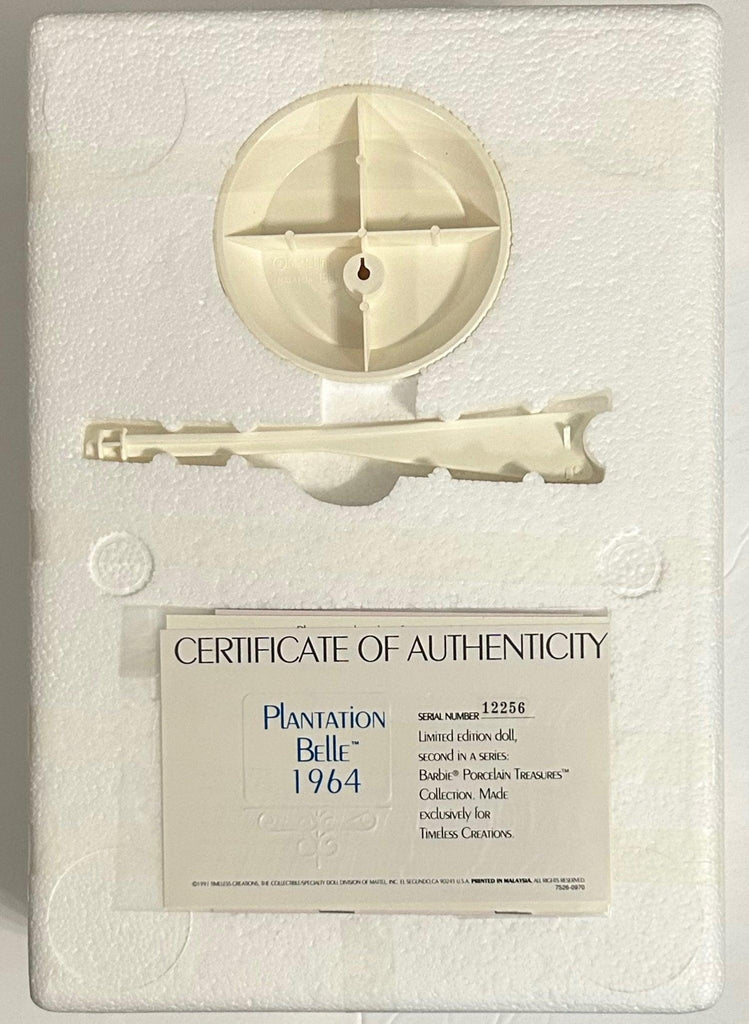 CERTIFICATE OF AUTHENTICITY
Plantation
Belle™
1964
SERIAL NUMBER 12256
Limited edition doll,
second in a series:
Barbie® Porcelain Treasures™
Collection. Made
exclusively for
Timeless Creations.
©1991 TIMELESS CREATIONS, THE COLLECTIBLE/SPECIALTY DOLL DIVISION OF MATTEL, INC. EL SEGUNDO, CA 90245 U.S.A. PRINTED IN MALAYSIA. ALL RIGHTS RESERVED.
7526-0970